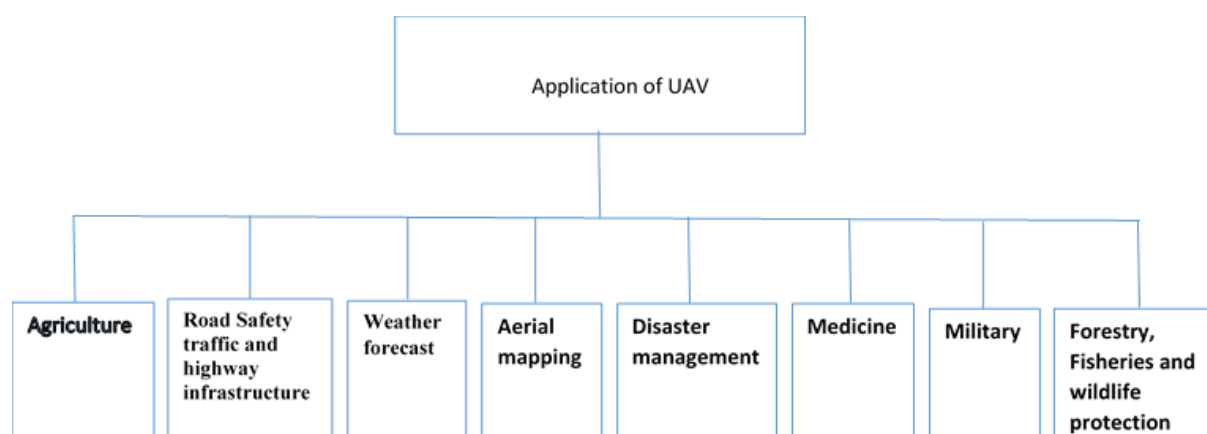 Application of UAV
Agriculture
Road Safety
traffic and
highway
infrastructure
Weather
forecast
Aerial
mapping
Disaster
management
Medicine
Military
Forestry,
Fisheries and
wildlife
protection